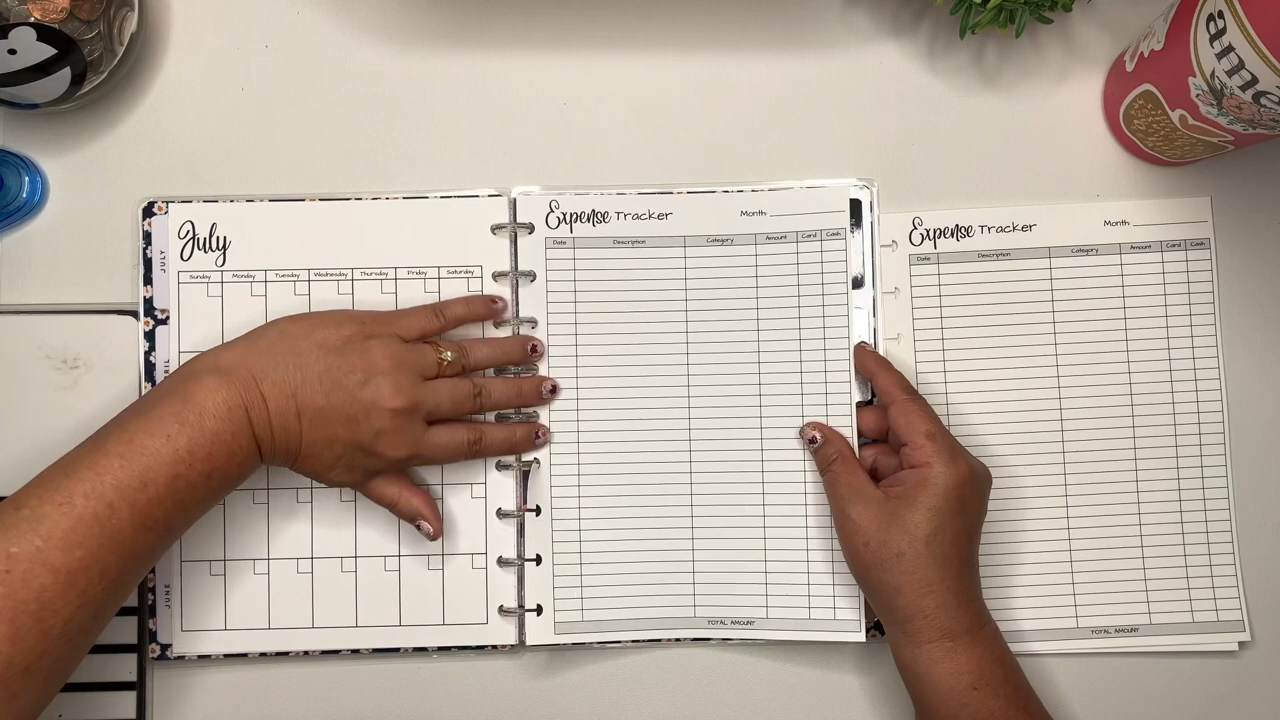 July
Sunday Monday Tuesday Wednesday Thursday Friday Saturday
JULY
JUNE
Expense Tracker
Month:
Date Description Category Amount Card Cash
TOTAL AMOUNT
Expense Tracker
Month:
Date Description Category Amount Card Cash
TOTAL AMOUNT